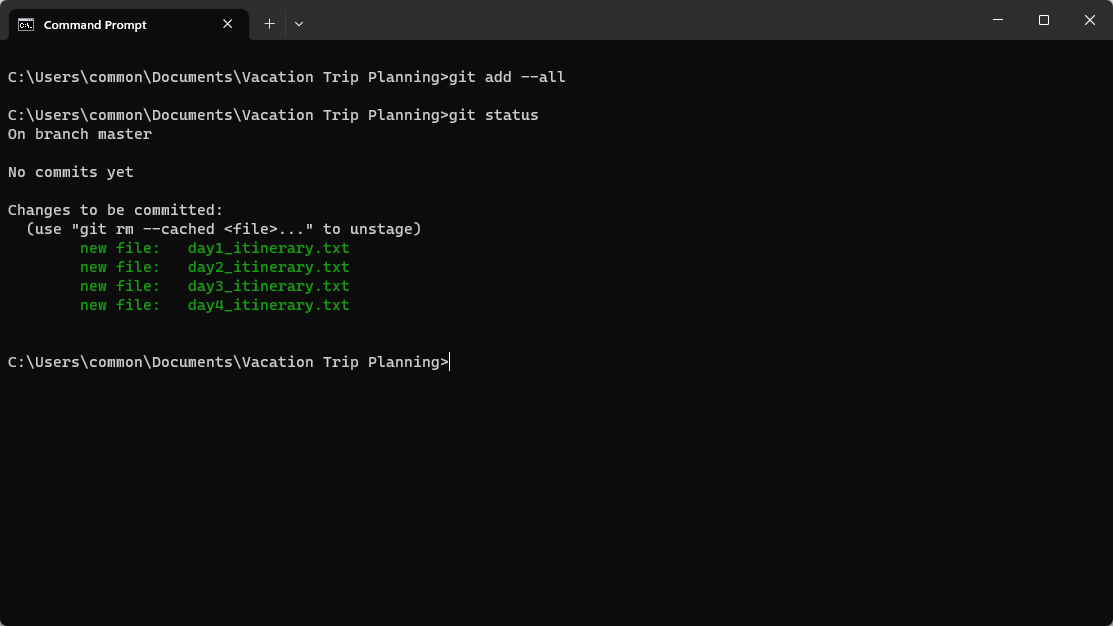 Command Prompt
C:\Users\common\Documents\Vacation Trip Planning>git add --all
C:\Users\common\Documents\Vacation Trip Planning>git status
On branch master
No commits yet
Changes to be committed:
  (use "git rm --cached <file>..." to unstage)
        new file:   day1_itinerary.txt
        new file:   day2_itinerary.txt
        new file:   day3_itinerary.txt
        new file:   day4_itinerary.txt
C:\Users\common\Documents\Vacation Trip Planning>